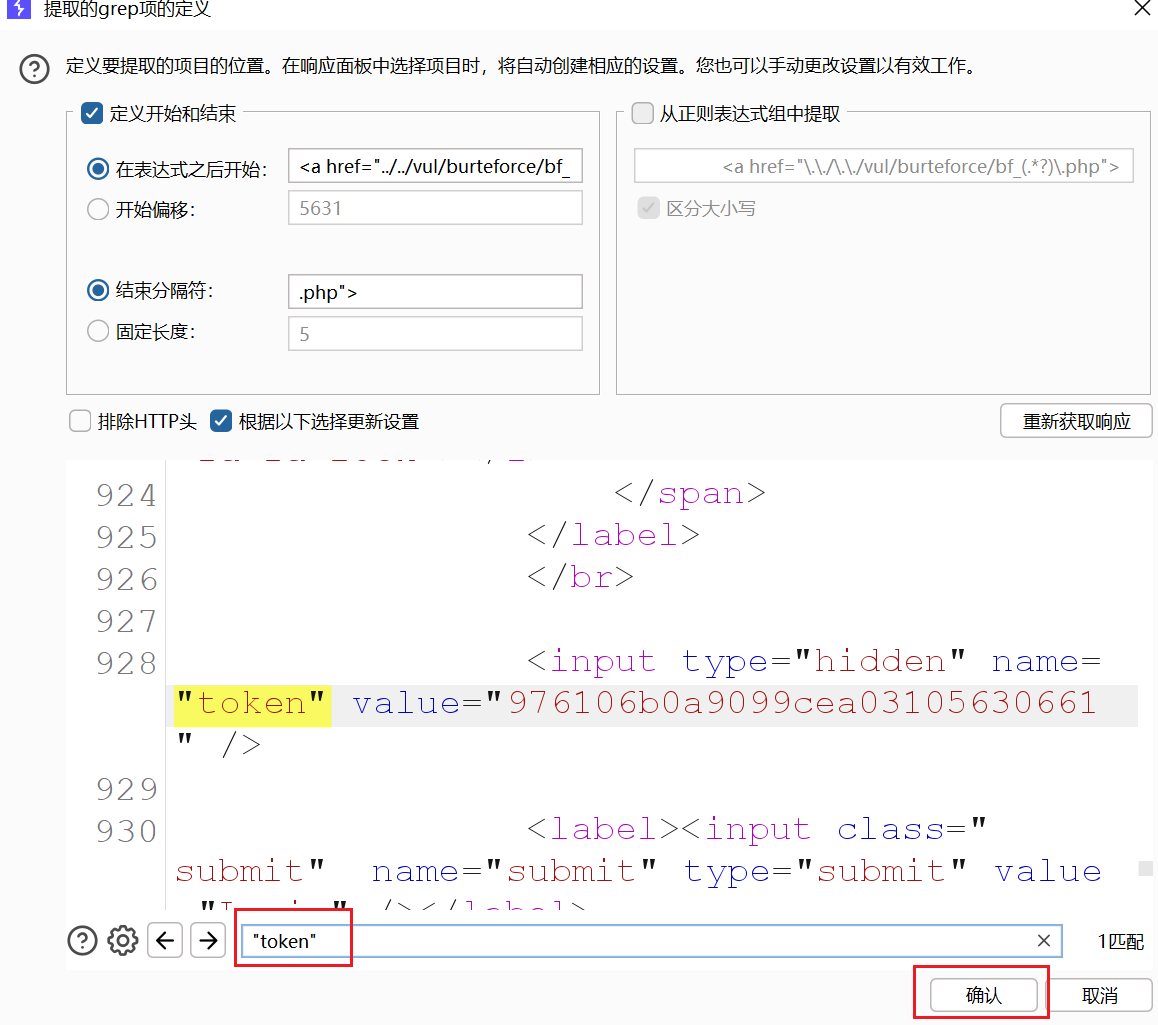 提取的grep项的定义
定义要提取的项目的位置。在响应面板中选择项目时，将自动创建相应的设置。您也可以手动更改设置以有效工作。
定义开始和结束
在表达式之后开始： <a href="../../vul/burteforce/bf_
开始偏移： 5631
结束分隔符： .php">
固定长度： 5
从正则表达式组中提取
<a href="\.\./\.\./vul/burteforce/bf_(.*?)\.php">
区分大小写
排除HTTP头 根据以下选择更新设置 重新获取响应
924 </span>
925 </label>
926 </br>
927
928 <input type="hidden" name=
"token" value="976106b0a9099cea03105630661
" />
929
930 <label><input class="
submit" name="submit" type="submit" value
"token" 1匹配
确认 取消